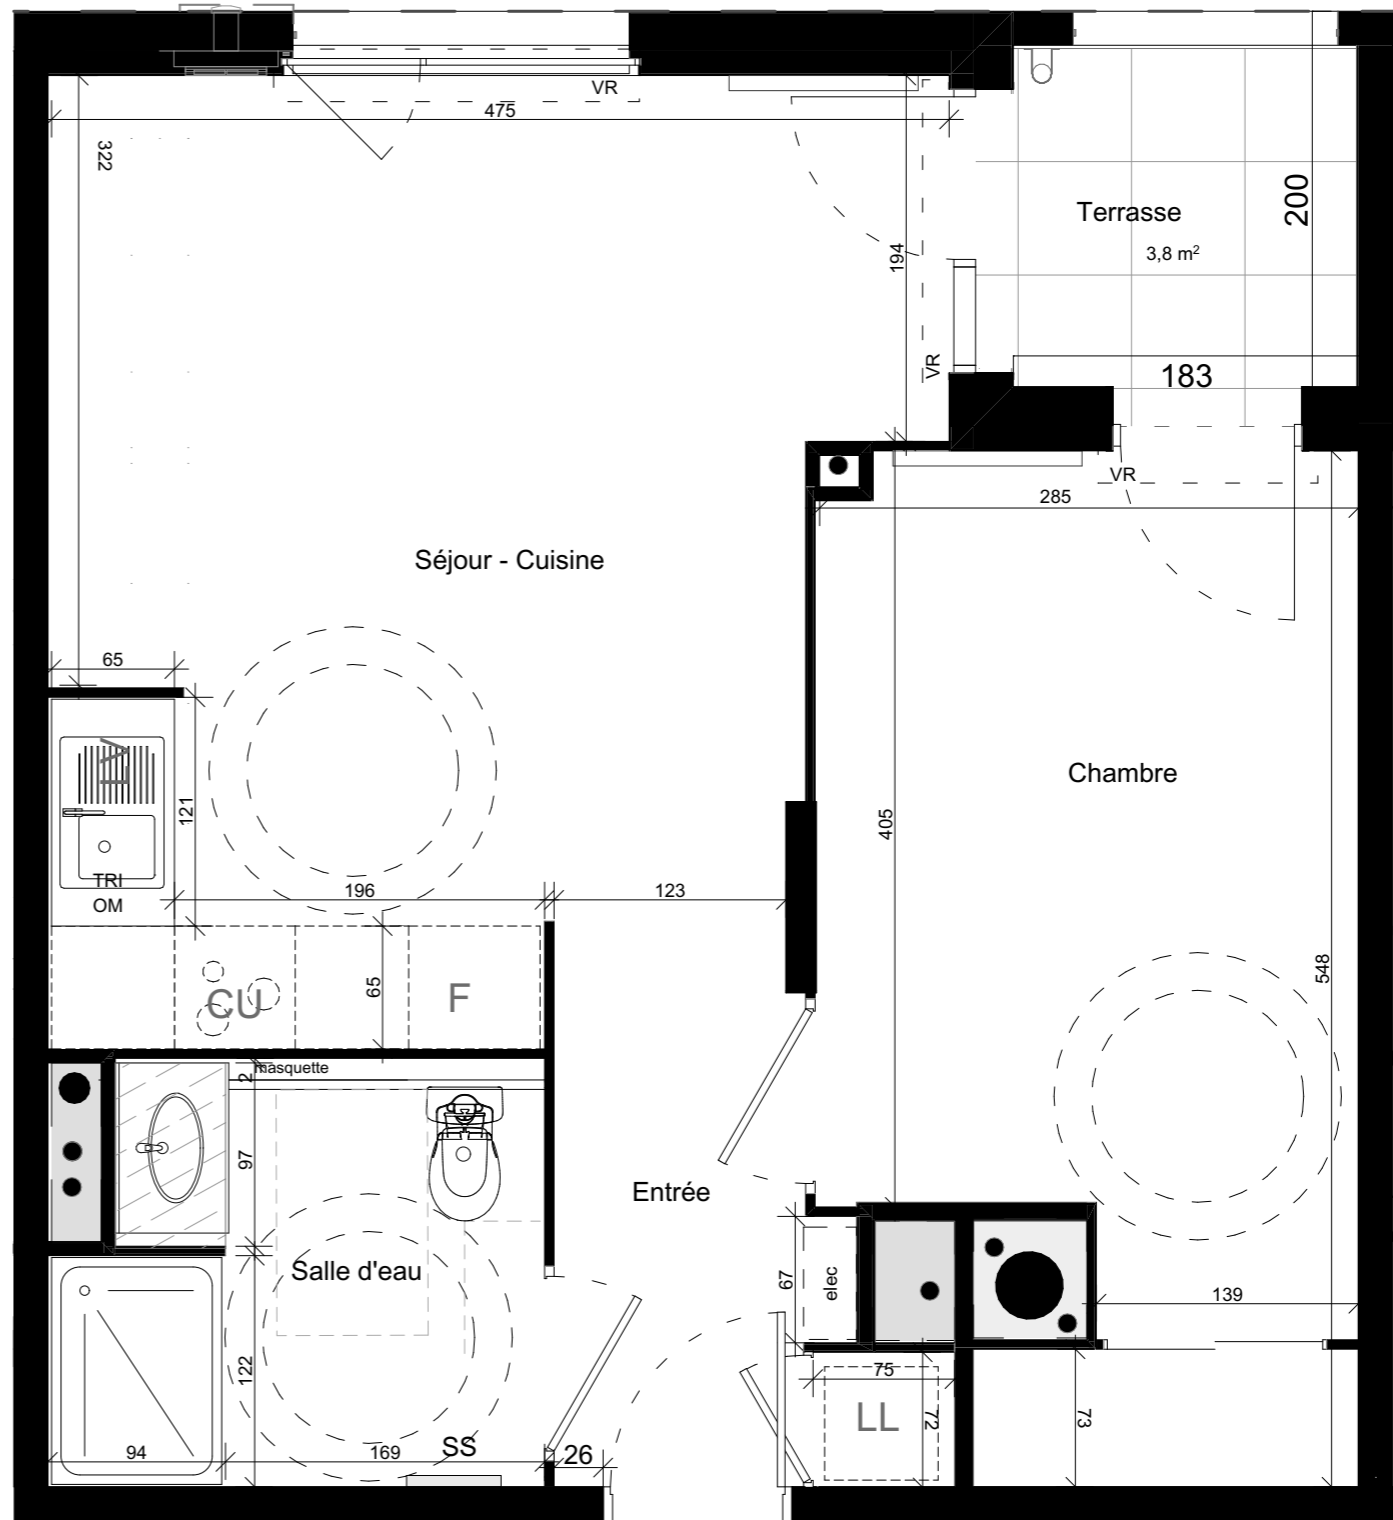 VR
475
322
Terrasse
3,8 m²
200
194
VR
183
VR
285
Séjour - Cuisine
65
LV
121
TRI
OM
196
123
Chambre
405
548
65
CU
F
masquette
2
97
Entrée
Salle d'eau
67
elec
139
122
75
72
LL
73
94
169
SS
26